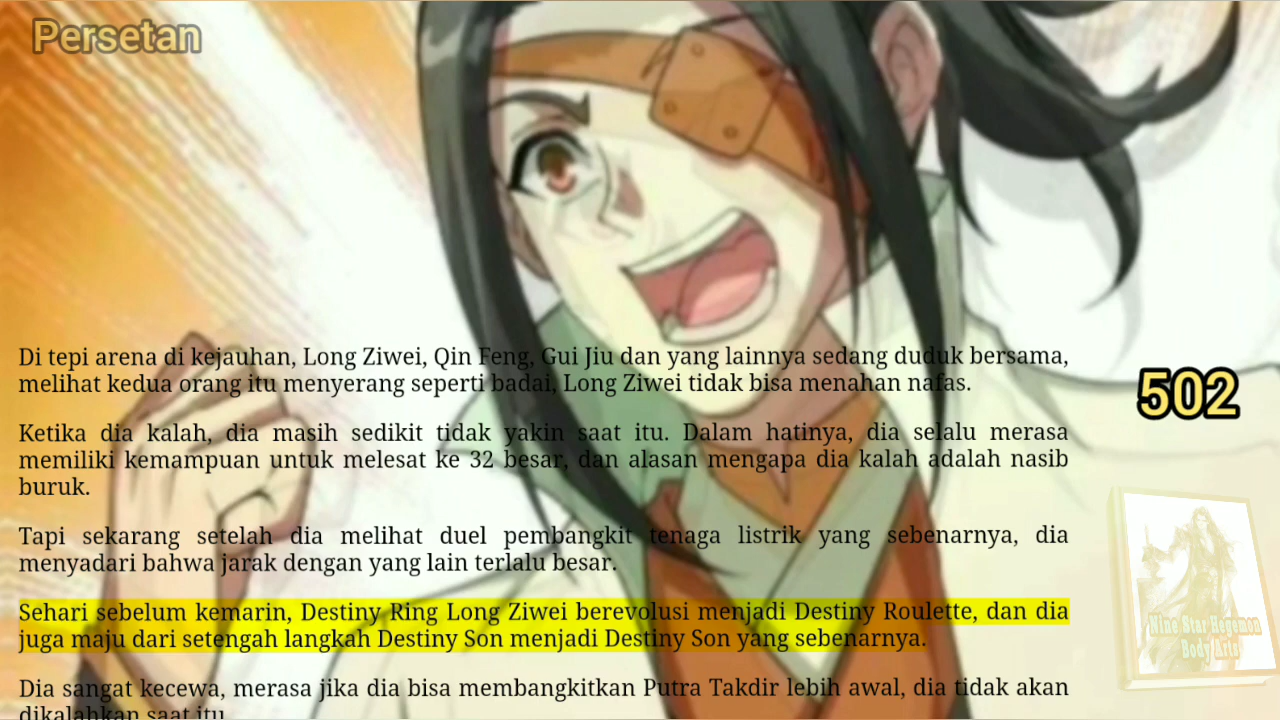 Persetan
Di tepi arena di kejauhan, Long Ziwei, Qin Feng, Gui Jiu dan yang lainnya sedang duduk bersama,
melihat kedua orang itu menyerang seperti badai, Long Ziwei tidak bisa menahan nafas.
502
Ketika dia kalah, dia masih sedikit tidak yakin saat itu. Dalam hatinya, dia selalu merasa
memiliki kemampuan untuk melesat ke 32 besar, dan alasan mengapa dia kalah adalah nasib
buruk.
Tapi sekarang setelah dia melihat duel pembangkit tenaga listrik yang sebenarnya, dia
menyadari bahwa jarak dengan yang lain terlalu besar.
Sehari sebelum kemarin, Destiny Ring Long Ziwei berevolusi menjadi Destiny Roulette, dan dia
juga maju dari setengah langkah Destiny Son menjadi Destiny Son yang sebenarnya.
Nine Star Hegemon
Body Arts
Dia sangat kecewa, merasa jika dia bisa membangkitkan Putra Takdir lebih awal, dia tidak akan
dikalahkan saat itu